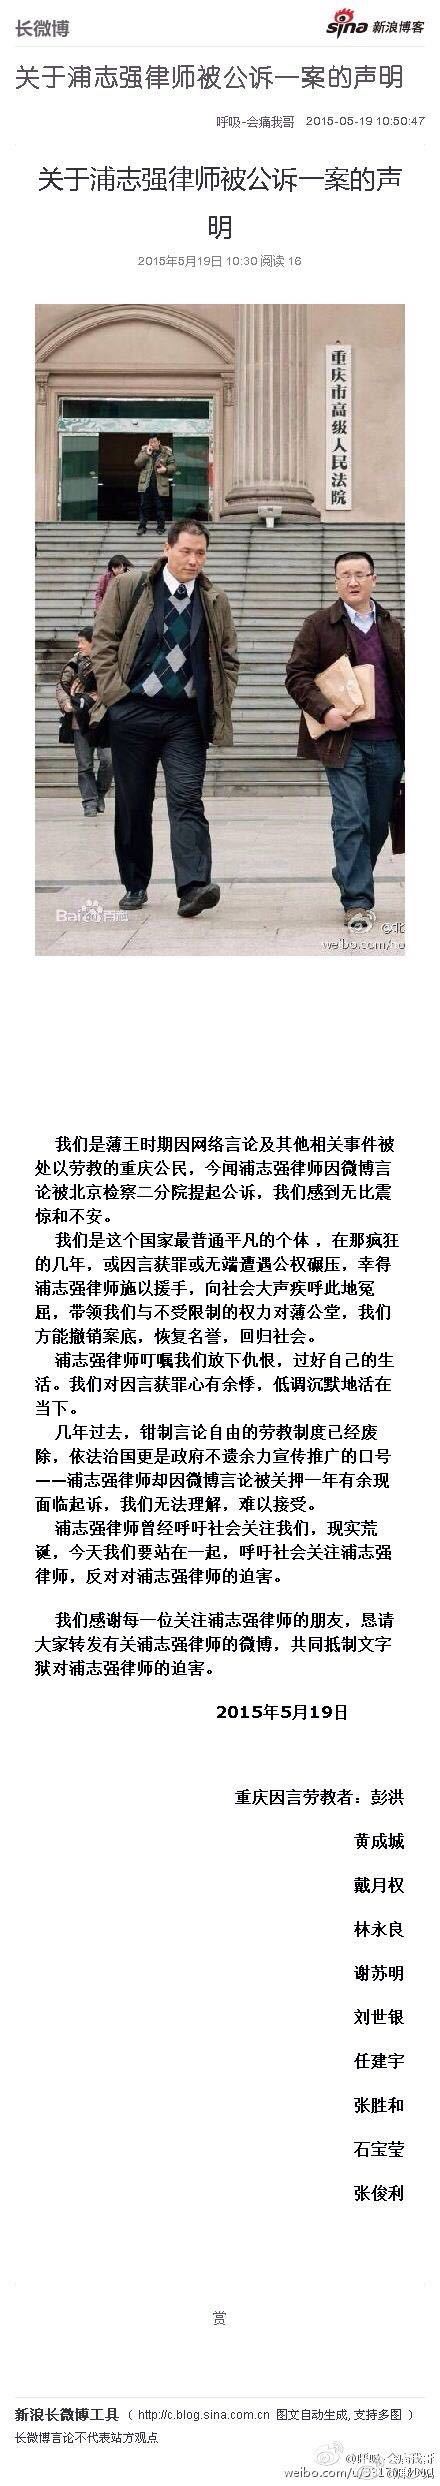 长微博
sina 新浪博客
关于浦志强律师被公诉一案的声明
呼吸-会痛我哥 2015-05-19 10:50:47
关于浦志强律师被公诉一案的声
明
2015年5月19日 10:30 阅读 16
重庆市高级人民法院
Bai百科
weibo.com/
我们是薄王时期因网络言论及其他相关事件被
处以劳教的重庆公民，今闻浦志强律师因微博言
论被北京检察二分院提起公诉，我们感到无比震
惊和不安。
我们是这个国家最普通平凡的个体 ，在那疯狂
的几年，或因言获罪或无端遭遇公权碾压，幸得
浦志强律师施以援手，向社会大声疾呼此地冤
屈，带领我们与不受限制的权力对薄公堂，我们
方能撤销案底，恢复名誉，回归社会。
浦志强律师叮嘱我们放下仇恨，过好自己的生
活。我们对因言获罪心有余悸，低调沉默地活在
当下。
几年过去，钳制言论自由的劳教制度已经废
除，依法治国更是政府不遗余力宣传推广的口号
——浦志强律师却因微博言论被关押一年有余现
面临起诉，我们无法理解，难以接受。
浦志强律师曾经呼吁社会关注我们，现实荒
诞，今天我们要站在一起，呼吁社会关注浦志强
律师，反对对浦志强律师的迫害。
我们感谢每一位关注浦志强律师的朋友，恳请
大家转发有关浦志强律师的微博，共同抵制文字
狱对浦志强律师的迫害。
2015年5月19日
重庆因言劳教者：彭洪
黄成城
戴月权
林永良
谢苏明
刘世银
任建宇
张胜和
石宝莹
张俊利
赏
新浪长微博工具（ http://c.blog.sina.com.cn 图文自动生成, 支持多图 ）
长微博言论不代表站方观点
@呼吸-会痛我哥